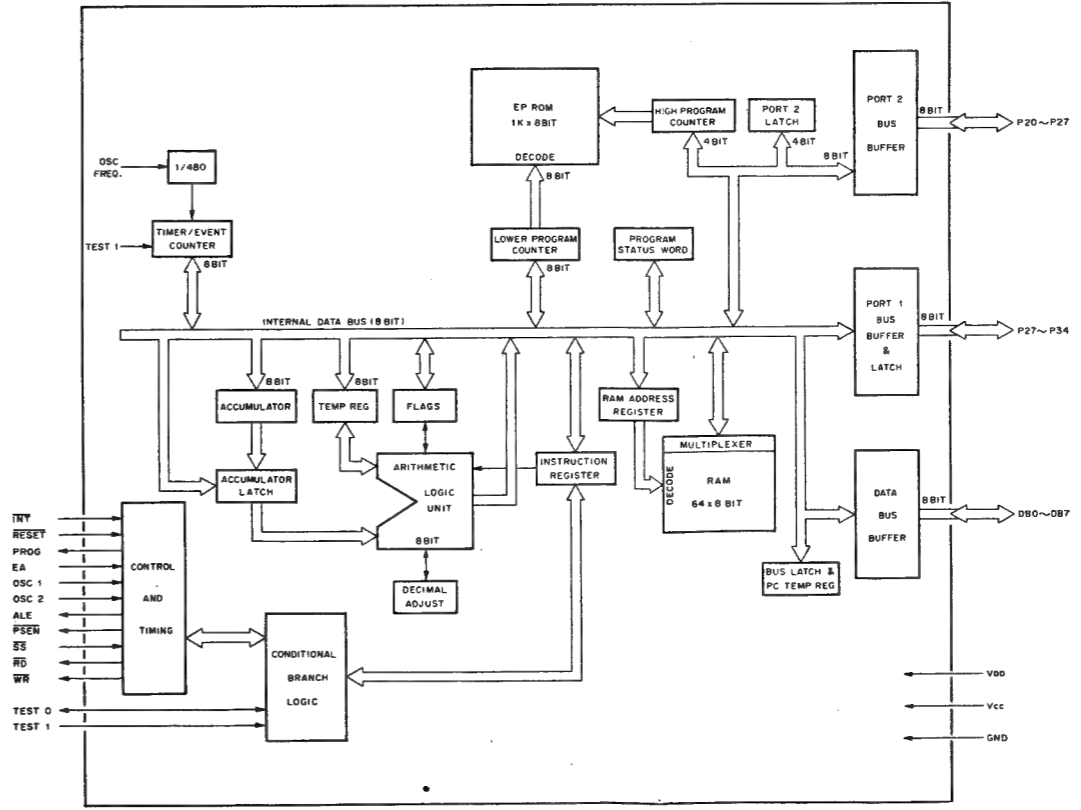 EP ROM
1K × 8BIT
DECODE
HIGH PROGRAM
COUNTER
4BIT
PORT 2
LATCH
4BIT
8BIT
PORT 2
BUS
BUFFER
8BIT
P20~P27
OSC
FREQ.
1/480
TEST 1
TIMER/EVENT
COUNTER
8BIT
8BIT
LOWER PROGRAM
COUNTER
8BIT
PROGRAM
STATUS WORD
INTERNAL DATA BUS (8BIT)
PORT 1
BUS
BUFFER
&
LATCH
8BIT
P27~P34
8BIT
ACCUMULATOR
8BIT
TEMP REG
FLAGS
RAM ADDRESS
REGISTER
ACCUMULATOR
LATCH
ARITHMETIC
LOGIC
UNIT
8BIT
INSTRUCTION
REGISTER
MULTIPLEXER
DECODE
RAM
64 × 8 BIT
DATA
BUS
BUFFER
8BIT
DB0~DB7
DECIMAL
ADJUST
BUS LATCH &
PC TEMP REG
INT
RESET
PROG
EA
OSC 1
OSC 2
ALE
PSEN
SS
RD
WR
CONTROL
AND
TIMING
TEST 0
TEST 1
CONDITIONAL
BRANCH
LOGIC
VDD
Vcc
GND